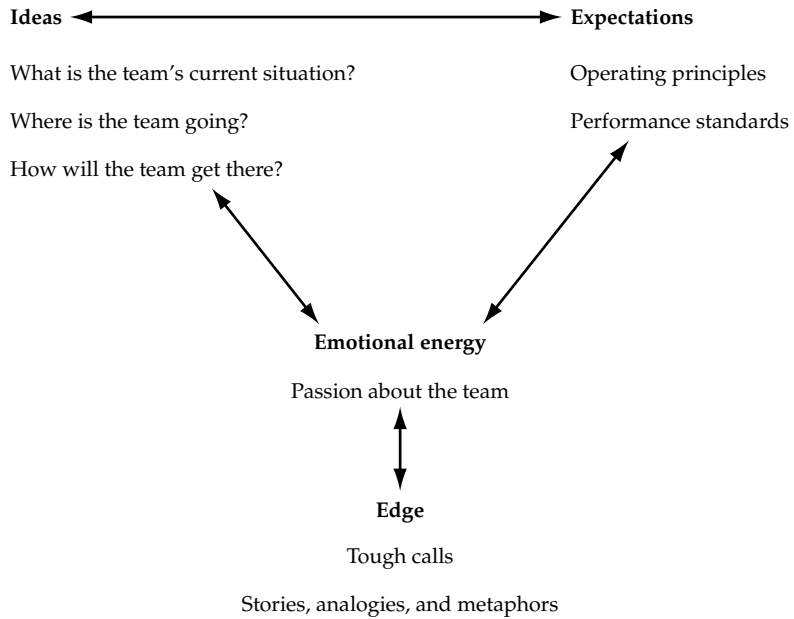 Ideas
Expectations
What is the team's current situation?
Operating principles
Where is the team going?
Performance standards
How will the team get there?
Emotional energy
Passion about the team
Edge
Tough calls
Stories, analogies, and metaphors